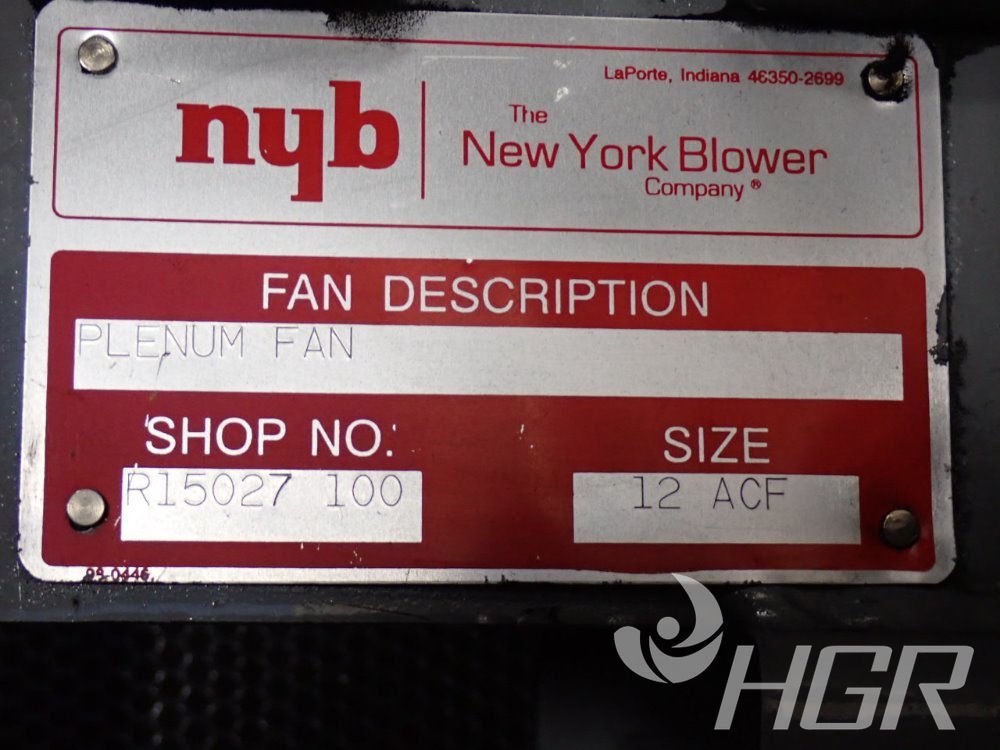 LaPorte, Indiana 46350-2699
nyb
The
New York Blower
Company®
FAN DESCRIPTION
PLENUM FAN
SHOP NO.
SIZE
R15027 100
12 ACF
HGR